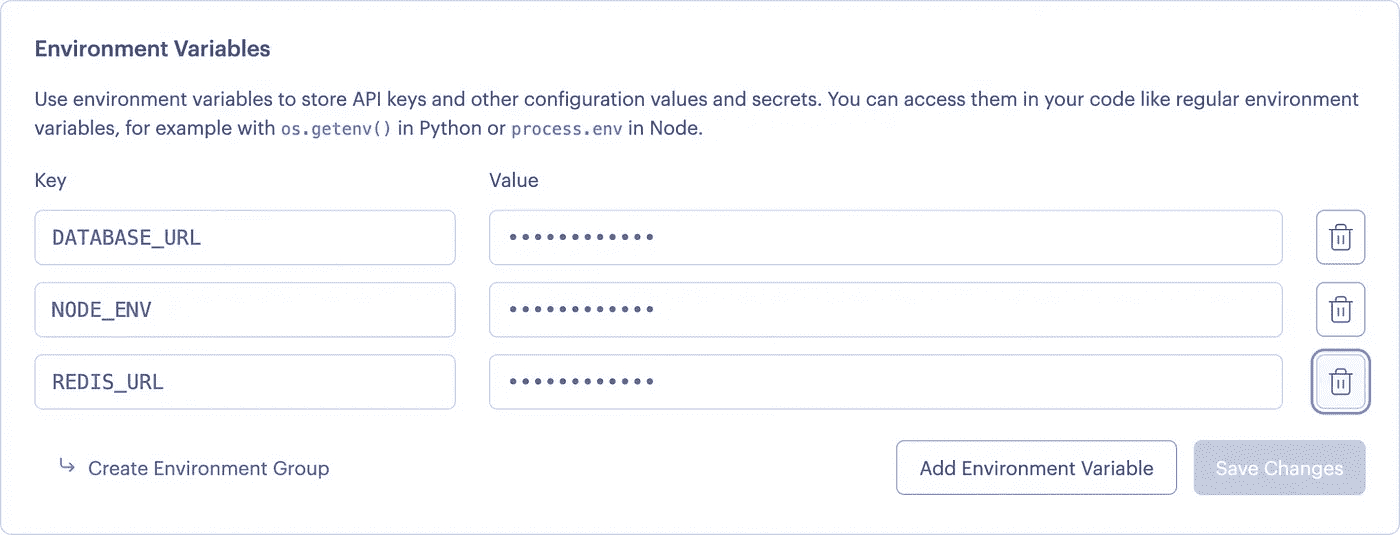 Environment Variables
Use environment variables to store API keys and other configuration values and secrets. You can access them in your code like regular environment
variables, for example with os.getenv() in Python or process.env in Node.
Key Value
DATABASE_URL ••••••••••••
NODE_ENV ••••••••••••
REDIS_URL ••••••••••••
Create Environment Group Add Environment Variable Save Changes